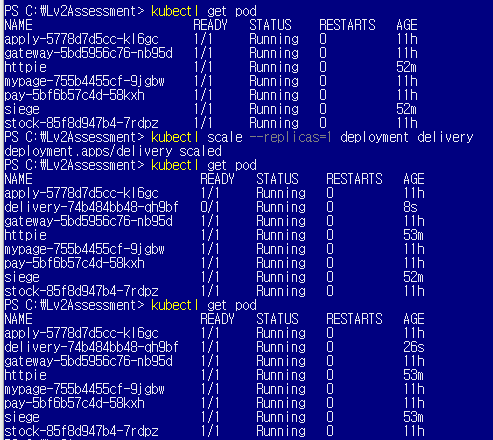 PS C:\Lv2Assessment> kubectl get pod
NAME READY STATUS RESTARTS AGE
apply-5778d7d5cc-kl6gc 1/1 Running 0 11h
gateway-5bd5956c76-nb95d 1/1 Running 0 11h
httpie 1/1 Running 0 52m
mypage-755b4455cf-9jgbw 1/1 Running 0 11h
pay-5bf6b57c4d-58kxh 1/1 Running 0 11h
siege 1/1 Running 0 52m
stock-85f8d947b4-7rdpz 1/1 Running 0 11h
PS C:\Lv2Assessment> kubectl scale --replicas=1 deployment delivery
deployment.apps/delivery scaled
PS C:\Lv2Assessment> kubectl get pod
NAME READY STATUS RESTARTS AGE
apply-5778d7d5cc-kl6gc 1/1 Running 0 11h
delivery-74b484bb48-qh9bf 0/1 Running 0 8s
gateway-5bd5956c76-nb95d 1/1 Running 0 11h
httpie 1/1 Running 0 53m
mypage-755b4455cf-9jgbw 1/1 Running 0 11h
pay-5bf6b57c4d-58kxh 1/1 Running 0 11h
siege 1/1 Running 0 52m
stock-85f8d947b4-7rdpz 1/1 Running 0 11h
PS C:\Lv2Assessment> kubectl get pod
NAME READY STATUS RESTARTS AGE
apply-5778d7d5cc-kl6gc 1/1 Running 0 11h
delivery-74b484bb48-qh9bf 1/1 Running 0 26s
gateway-5bd5956c76-nb95d 1/1 Running 0 11h
httpie 1/1 Running 0 53m
mypage-755b4455cf-9jgbw 1/1 Running 0 11h
pay-5bf6b57c4d-58kxh 1/1 Running 0 11h
siege 1/1 Running 0 53m
stock-85f8d947b4-7rdpz 1/1 Running 0 11h